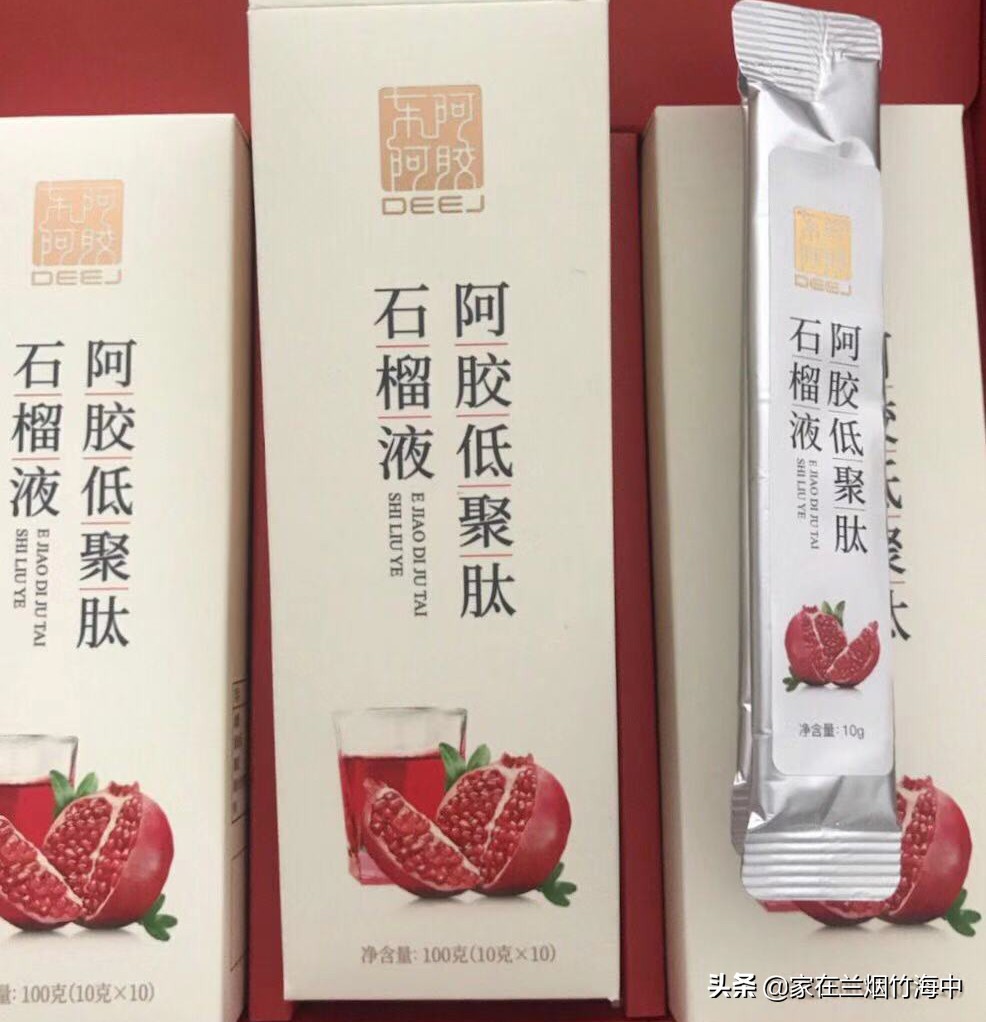 东阿
阿胶
DEEJ
阿胶低聚肽
石榴液
E JIAO DI JU TAI
SHI LIU YE
量: 100克(10克×10)
东阿
阿胶
DEEJ
阿胶低聚肽
石榴液
E JIAO DI JU TAI
SHI LIU YE
净含量: 100克(10克×10)
DEEJ
阿胶低聚肽
石榴液
E JIAO DI JU TAI
SHI LIU YE
净含量: 10g
头条 @家在兰烟竹海中